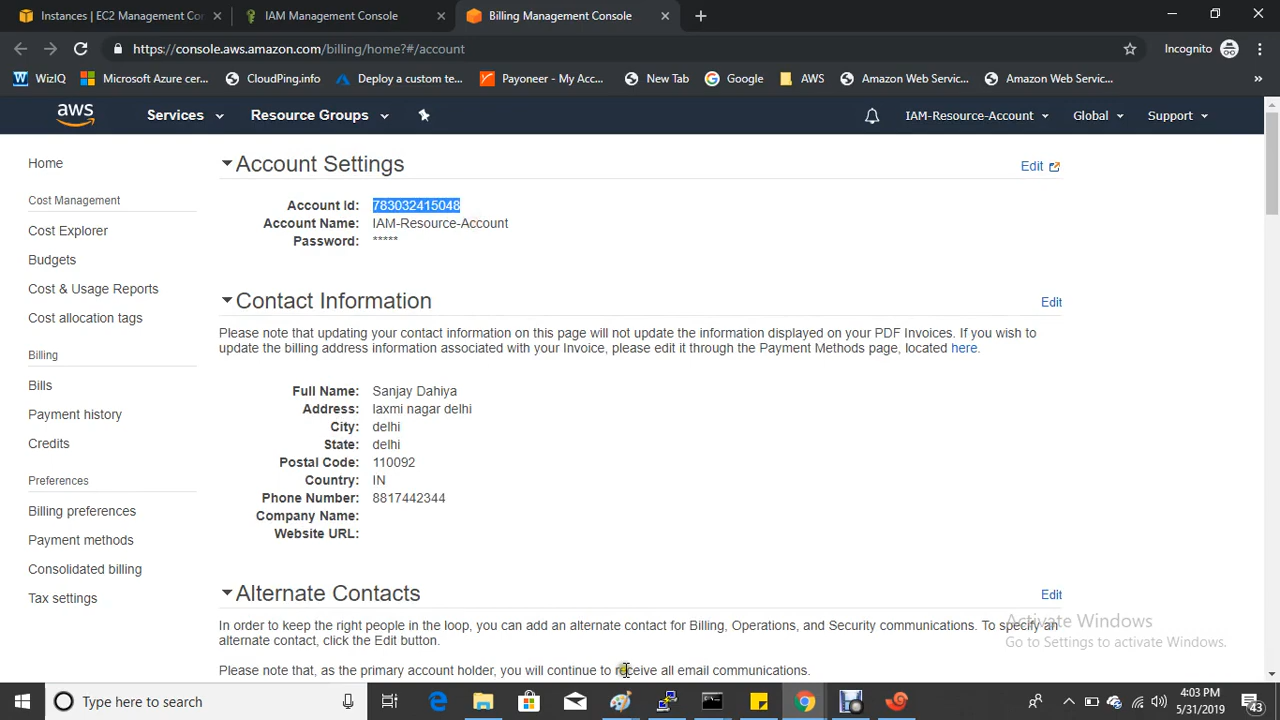 Instances | EC2 Management Co
IAM Management Console
Billing Management Console
https://console.aws.amazon.com/billing/home?#/account
Incognito
WizIQ
Microsoft Azure cer...
CloudPing.info
Deploy a custom te...
Payoneer - My Acco...
New Tab
Google
AWS
Amazon Web Servic...
Amazon Web Servic...
»
aws
Services
Resource Groups
IAM-Resource-Account
Global
Support
Home
Cost Management
Cost Explorer
Budgets
Cost & Usage Reports
Cost allocation tags
Billing
Bills
Payment history
Credits
Preferences
Billing preferences
Payment methods
Consolidated billing
Tax settings
Account Settings
Edit
Account Id: 783032415048
Account Name: IAM-Resource-Account
Password: *****
Contact Information
Edit
Please note that updating your contact information on this page will not update the information displayed on your PDF Invoices. If you wish to
update the billing address information associated with your Invoice, please edit it through the Payment Methods page, located here.
Full Name: Sanjay Dahiya
Address: laxmi nagar delhi
City: delhi
State: delhi
Postal Code: 110092
Country: IN
Phone Number: 8817442344
Company Name:
Website URL:
Alternate Contacts
Edit
In order to keep the right people in the loop, you can add an alternate contact for Billing, Operations, and Security communications. To specify an
alternate contact, click the Edit button.
Please note that, as the primary account holder, you will continue to receive all email communications.
Activate Windows
Go to Settings to activate Windows.
Type here to search
4:03 PM
5/31/2019
43